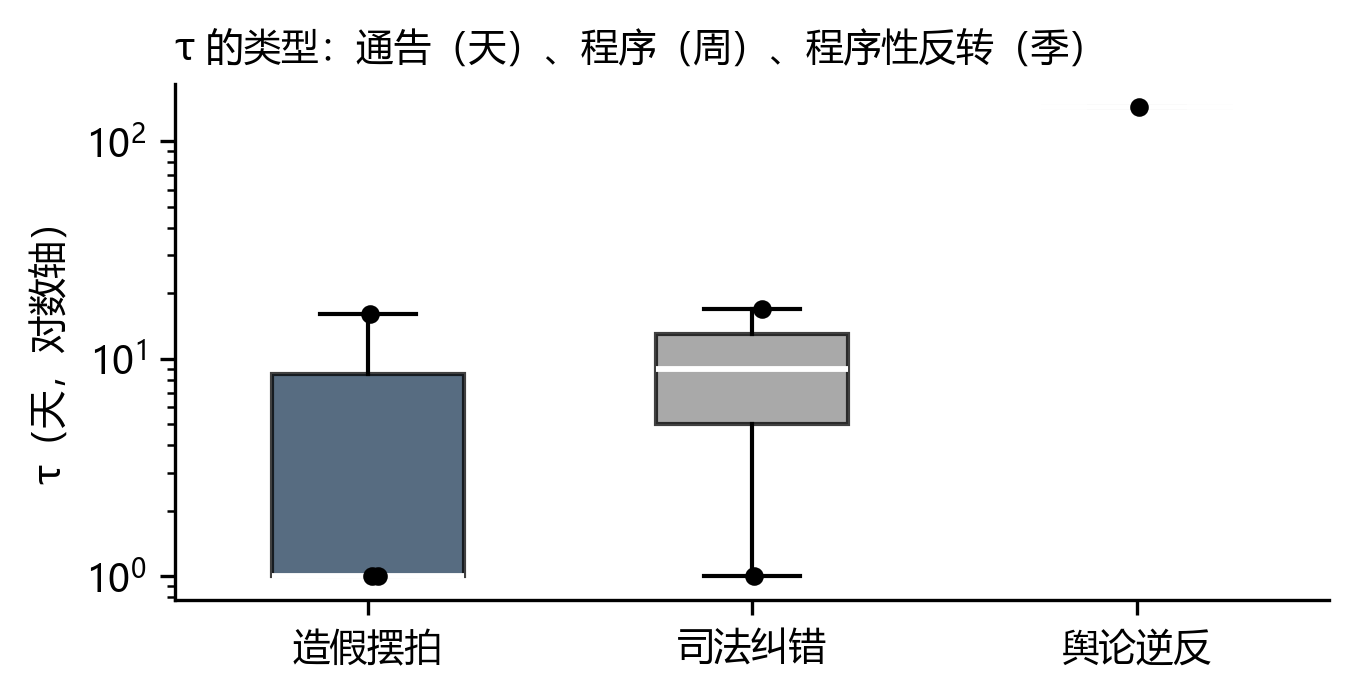 τ 的类型：通告（天）、程序（周）、程序性反转（季）
10²
10¹
10⁰
τ（天，对数轴）
造假摆拍
司法纠错
舆论逆反